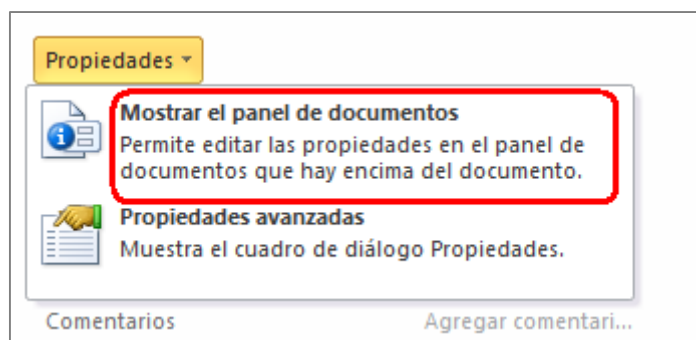 Propiedades
Mostrar el panel de documentos
Permite editar las propiedades en el panel de
documentos que hay encima del documento.
Propiedades avanzadas
Muestra el cuadro de diálogo Propiedades.
Comentarios Agregar comentari...